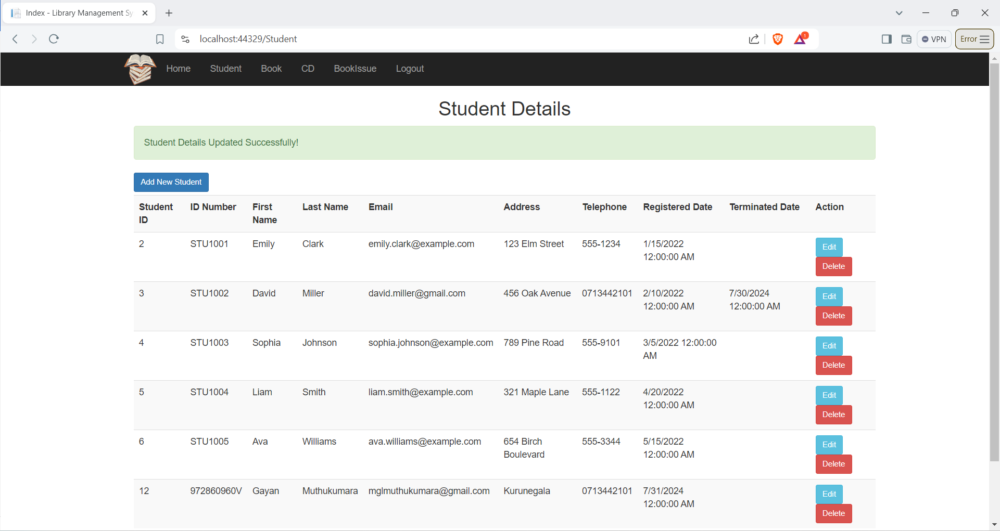 Index - Library Management Sy
localhost:44329/Student
1
VPN
Error
Home Student Book CD BookIssue Logout
Student Details
Student Details Updated Successfully!
Add New Student
Student ID Number First Last Name Email Address Telephone Registered Date Terminated Date Action
ID Name
2 STU1001 Emily Clark emily.clark@example.com 123 Elm Street 555-1234 1/15/2022 Edit
12:00:00 AM
Delete
3 STU1002 David Miller david.miller@gmail.com 456 Oak Avenue 0713442101 2/10/2022 7/30/2024 Edit
12:00:00 AM 12:00:00 AM
Delete
4 STU1003 Sophia Johnson sophia.johnson@example.com 789 Pine Road 555-9101 3/5/2022 12:00:00 Edit
AM
Delete
5 STU1004 Liam Smith liam.smith@example.com 321 Maple Lane 555-1122 4/20/2022 Edit
12:00:00 AM
Delete
6 STU1005 Ava Williams ava.williams@example.com 654 Birch 555-3344 5/15/2022 Edit
Boulevard 12:00:00 AM
Delete
12 972860960V Gayan Muthukumara mglmuthukumara@gmail.com Kurunegala 0713442101 7/31/2024 Edit
12:00:00 AM
Delete